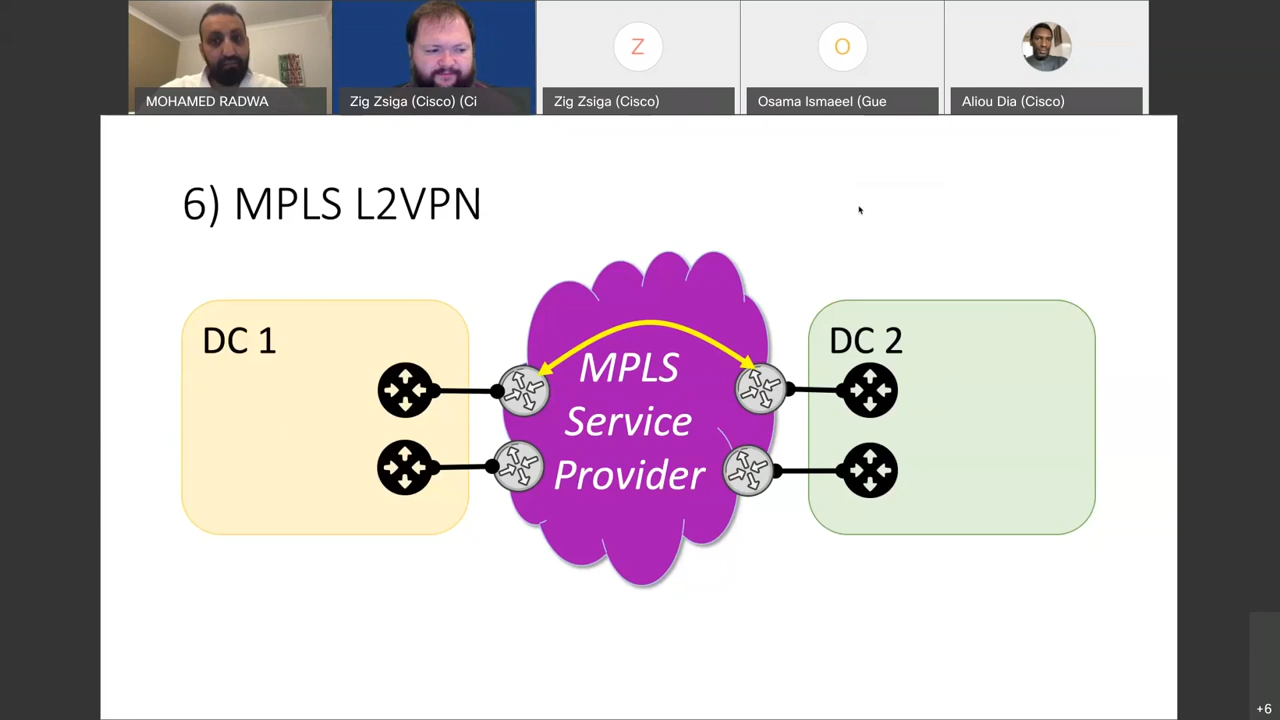 MOHAMED RADWA
Zig Zsiga (Cisco) (Ci
Z
Zig Zsiga (Cisco)
O
Osama Ismaeel (Gue
Aliou Dia (Cisco)
6) MPLS L2VPN
DC 1
MPLS
Service
Provider
DC 2
+6